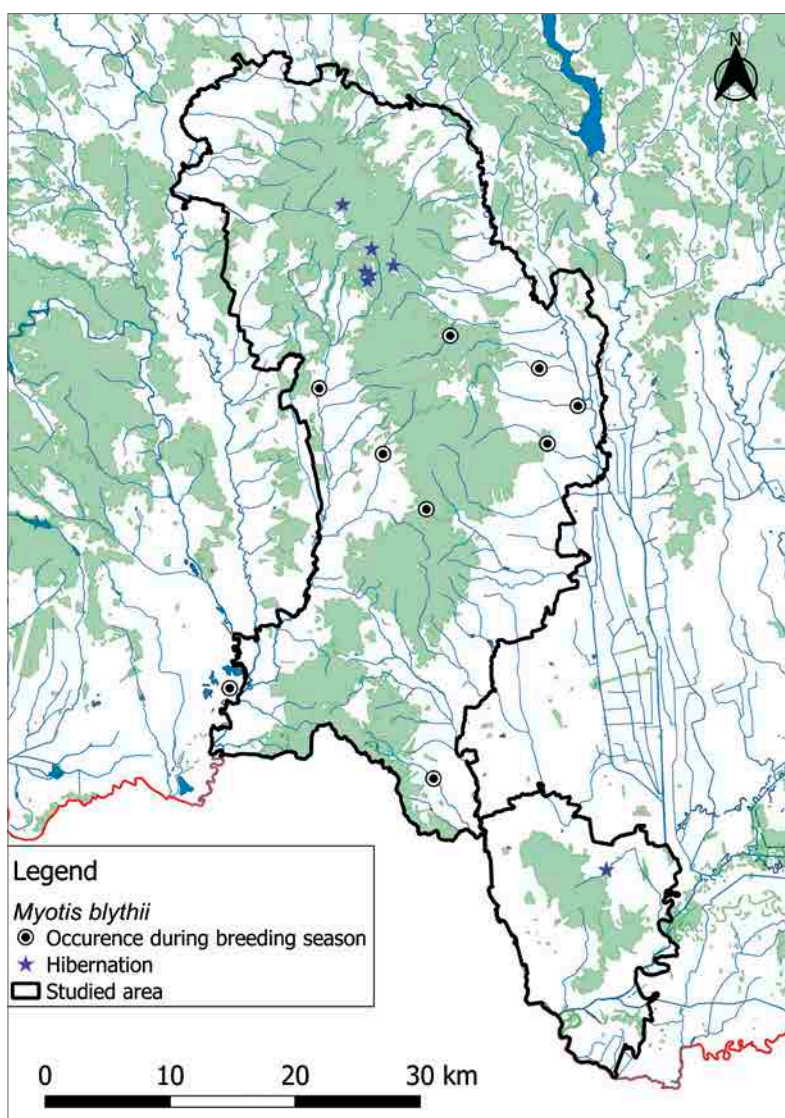 N
Legend
Myotis blythii
Occurence during breeding season
Hibernation
Studied area
0 10 20 30 km